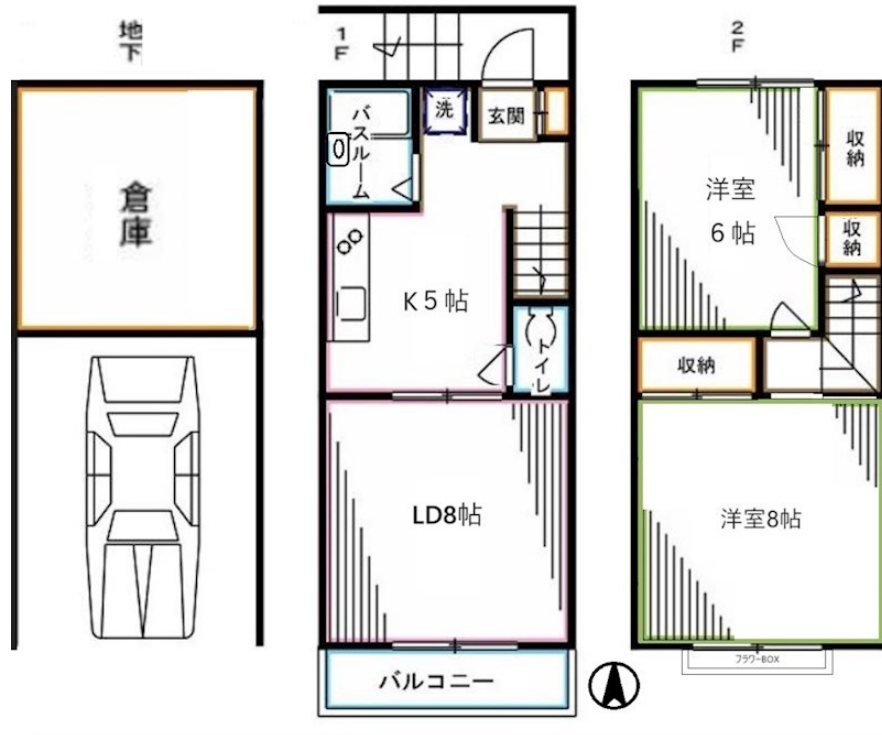 地下
倉庫
1F
バスルーム
洗
玄関
K5帖
トイレ
LD8帖
バルコニー
2F
洋室
6帖
収納
収納
収納
洋室8帖
フラワーBOX